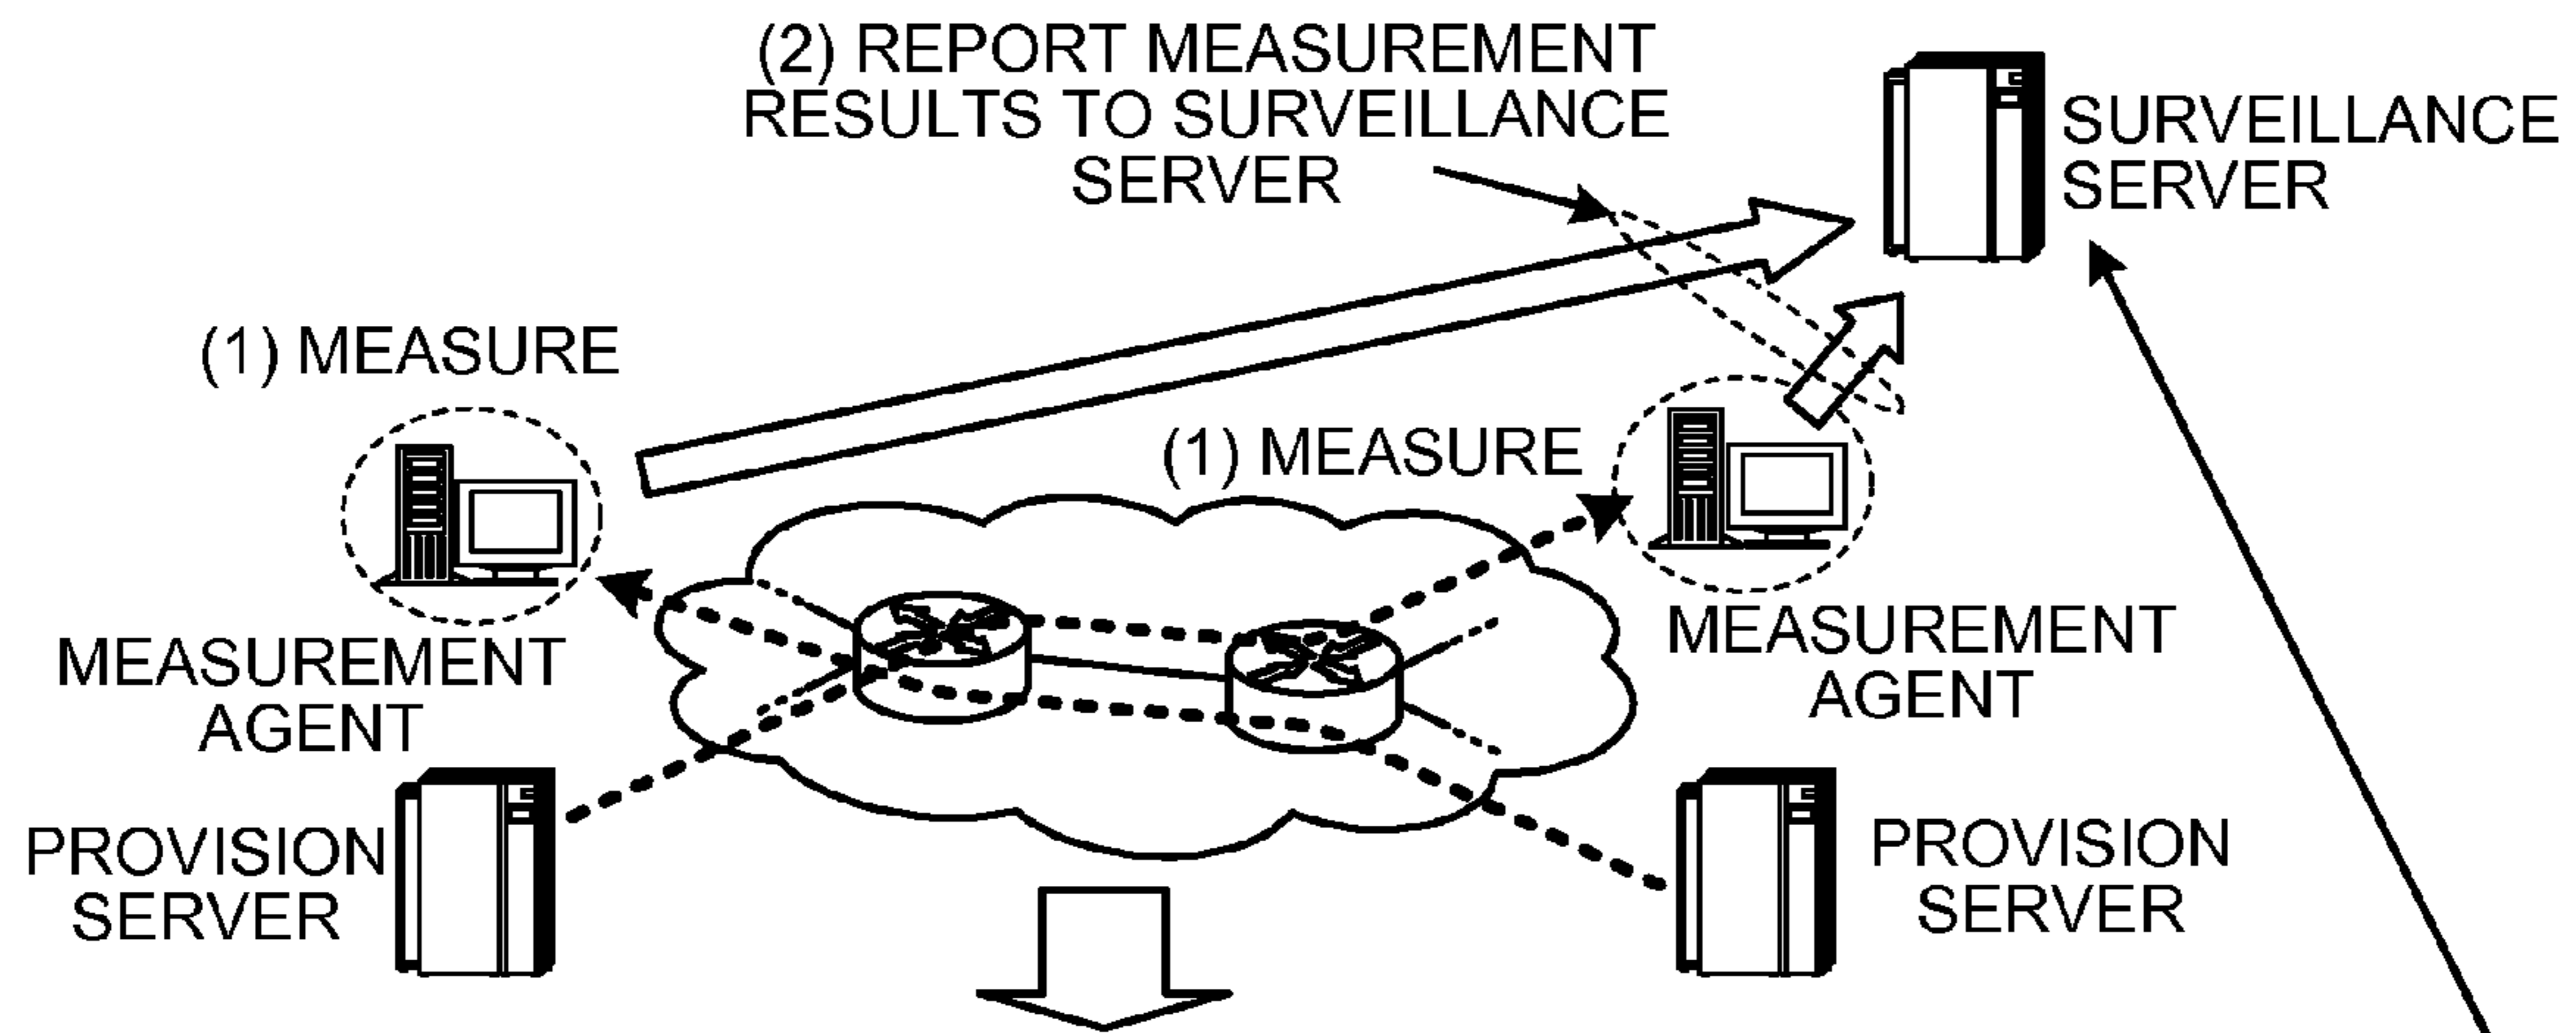 (2) REPORT MEASUREMENT
RESULTS TO SURVEILLANCE
SERVER
SURVEILLANCE
SERVER
(1) MEASURE
(1) MEASURE
MEASUREMENT
AGENT
MEASUREMENT
AGENT
PROVISION
SERVER
PROVISION
SERVER